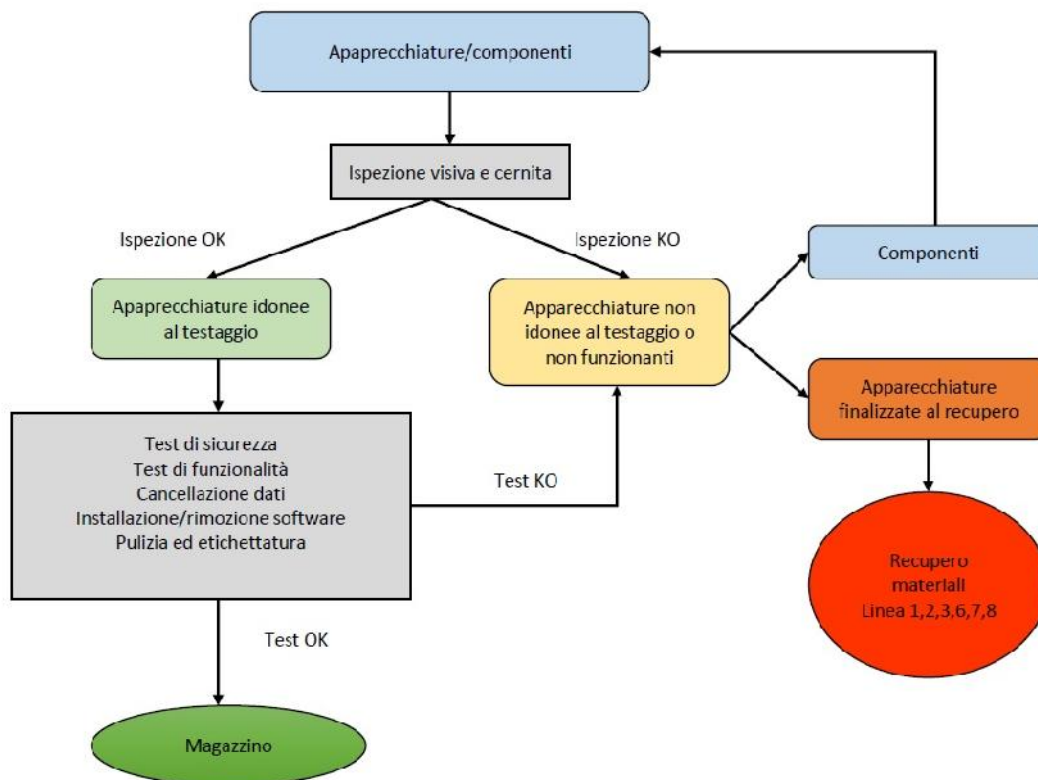 Apaprecchiature/componenti
Ispezione visiva e cernita
Ispezione OK
Ispezione KO
Componenti
Apaprecchiature idonee
al testaggio
Apparecchiature non
idonee al testaggio o
non funzionanti
Apparecchiature
finalizzate al recupero
Test di sicurezza
Test di funzionalità
Cancellazione dati
Installazione/rimozione software
Pulizia ed etichettatura
Test KO
Recupero
materiali
Linea 1,2,3,6,7,8
Test OK
Magazzino